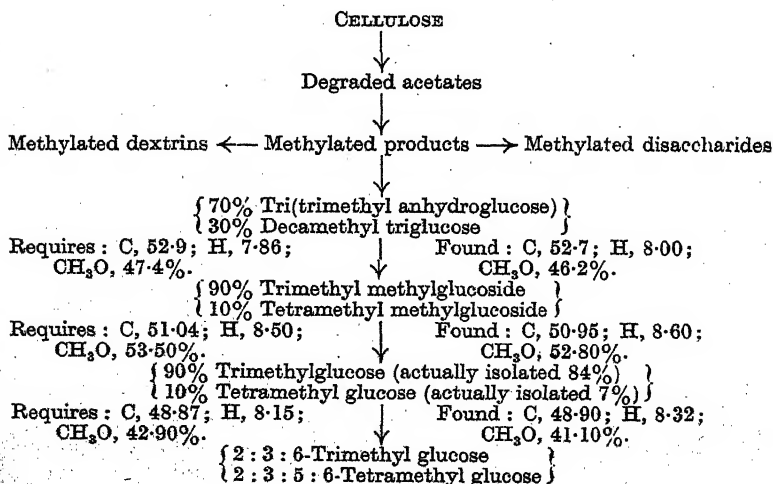 CELLULOSE
Degraded acetates
Methylated dextrins ← Methylated products → Methylated disaccharides
{ 70% Tri(trimethyl anhydroglucose) }
{ 30% Decamethyl triglucose }
Requires : C, 52·9; H, 7·86; Found : C, 52·7; H, 8·00;
CH₃O, 47·4%. CH₃O, 46·2%.
{ 90% Trimethyl methylglucoside }
{ 10% Tetramethyl methylglucoside }
Requires : C, 51·04; H, 8·50; Found : C, 50·95; H, 8·60;
CH₃O, 53·50%. CH₃O, 52·80%.
{ 90% Trimethylglucose (actually isolated 84%) }
{ 10% Tetramethyl glucose (actually isolated 7%) }
Requires : C, 48·87; H, 8·15; Found : C, 48·90; H, 8·32;
CH₃O, 42·90%. CH₃O, 41·10%.
{ 2 : 3 : 6-Trimethyl glucose }
{ 2 : 3 : 5 : 6-Tetramethyl glucose }